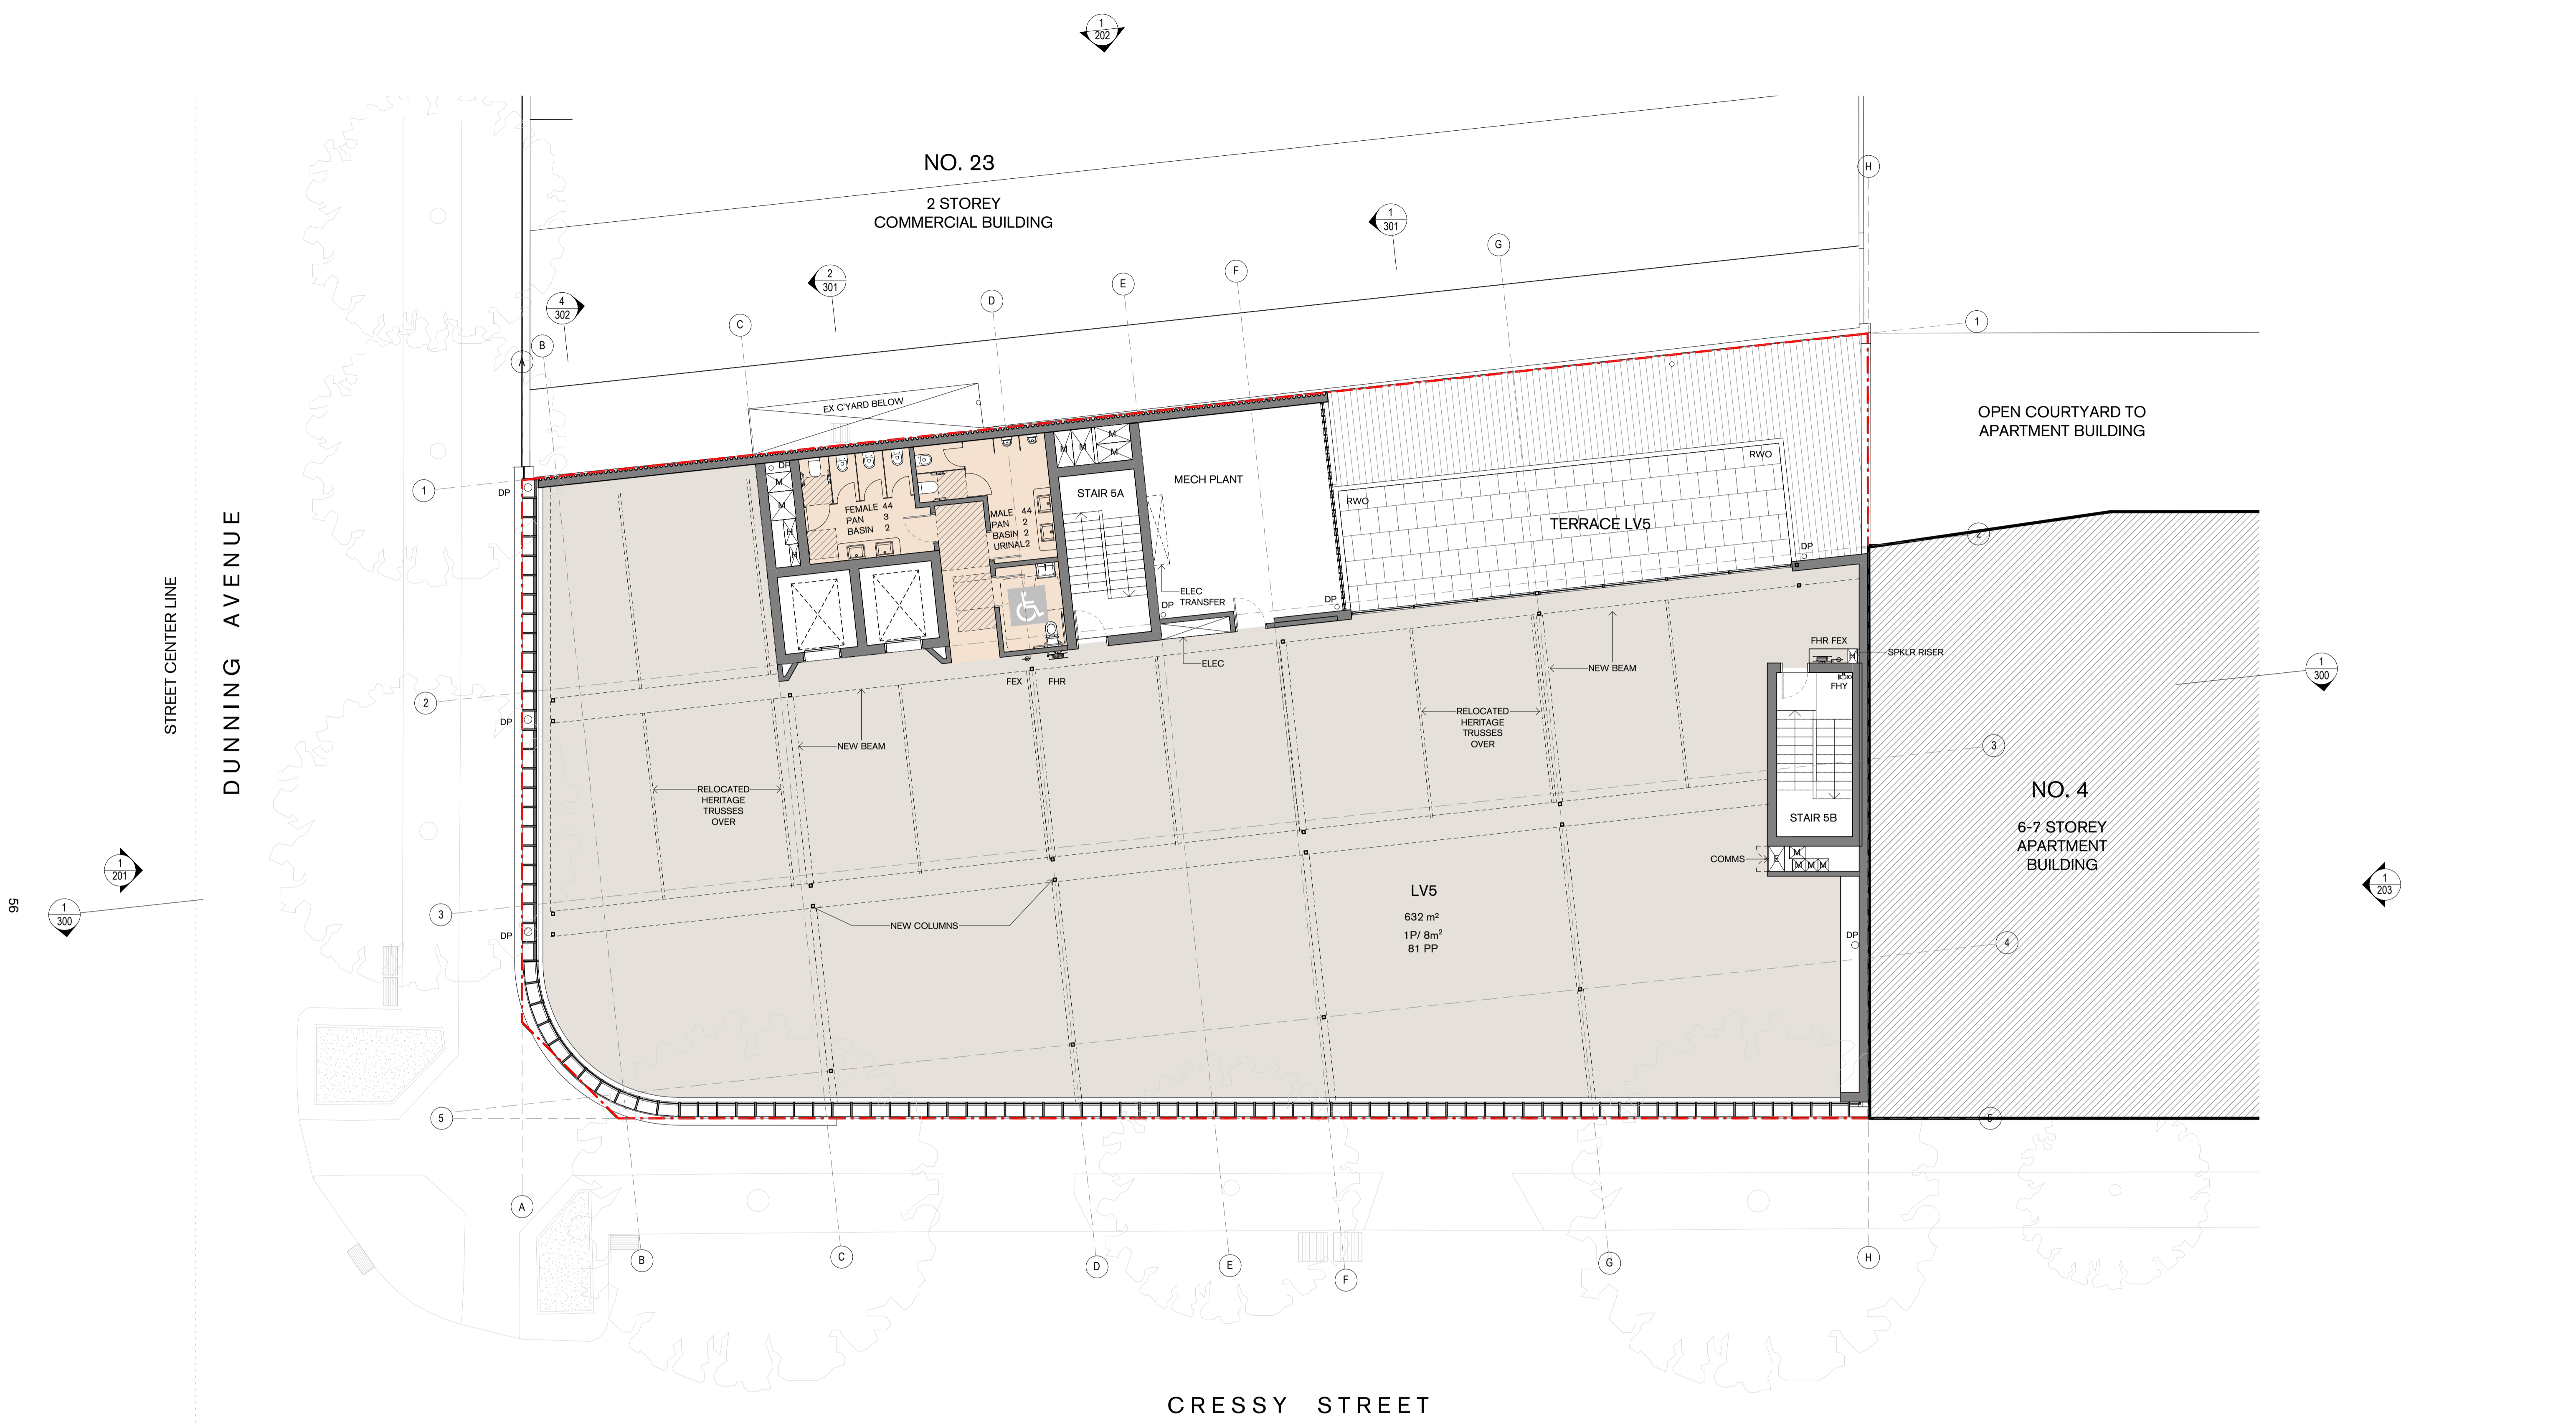 1
202
NO. 23
2 STOREY
COMMERCIAL BUILDING
H
1
301
G
2
301
F
E
D
4
302
C
B
A
1
EX C'YARD BELOW
OPEN COURTYARD TO
APARTMENT BUILDING
1
DP
DP
M
M
H
H
FEMALE 44
PAN 3
BASIN 2
MALE 44
PAN 2
BASIN 2
URINAL 2
M
M
M
M
STAIR 5A
MECH PLANT
RWO
RWO
TERRACE LV5
DP
2
ELEC
TRANSFER
DP
DP
ELEC
FEX
FHR
NEW BEAM
FHR FEX
H
SPKLR RISER
FHY
1
300
2
DP
NEW BEAM
RELOCATED
HERITAGE
TRUSSES
OVER
RELOCATED
HERITAGE
TRUSSES
OVER
3
STAIR 5B
NO. 4
6-7 STOREY
APARTMENT
BUILDING
COMMS
E
M
M
M
M
STREET CENTER LINE
DUNNING AVENUE
1
201
1
203
56
1
300
3
DP
NEW COLUMNS
LV5
632 m²
1P/ 8m²
81 PP
DP
4
5
5
A
B
C
D
E
F
G
H
CRESSY STREET